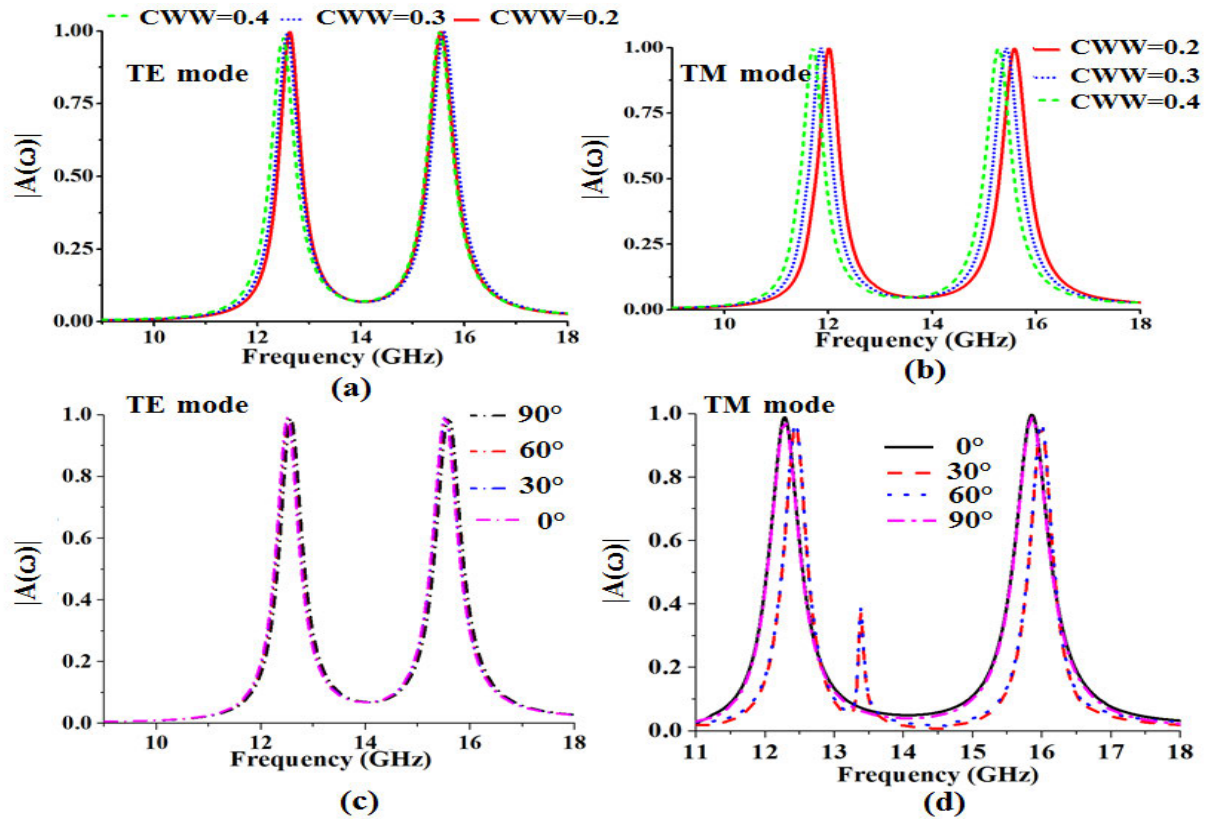 CWW=0.4 CWW=0.3 CWW=0.2
TE mode
|A(ω)|
1.00
0.75
0.50
0.25
0.00
10 12 14 16 18
Frequency (GHz)
(a)
TM mode
CWW=0.2
CWW=0.3
CWW=0.4
|A(ω)|
1.00
0.75
0.50
0.25
0.00
10 12 14 16 18
Frequency (GHz)
(b)
TE mode
90°
60°
30°
0°
|A(ω)|
1.0
0.8
0.6
0.4
0.2
0.0
10 12 14 16 18
Frequency (GHz)
(c)
TM mode
0°
30°
60°
90°
|A(ω)|
1.0
0.8
0.6
0.4
0.2
0.0
11 12 13 14 15 16 17 18
Frequency (GHz)
(d)